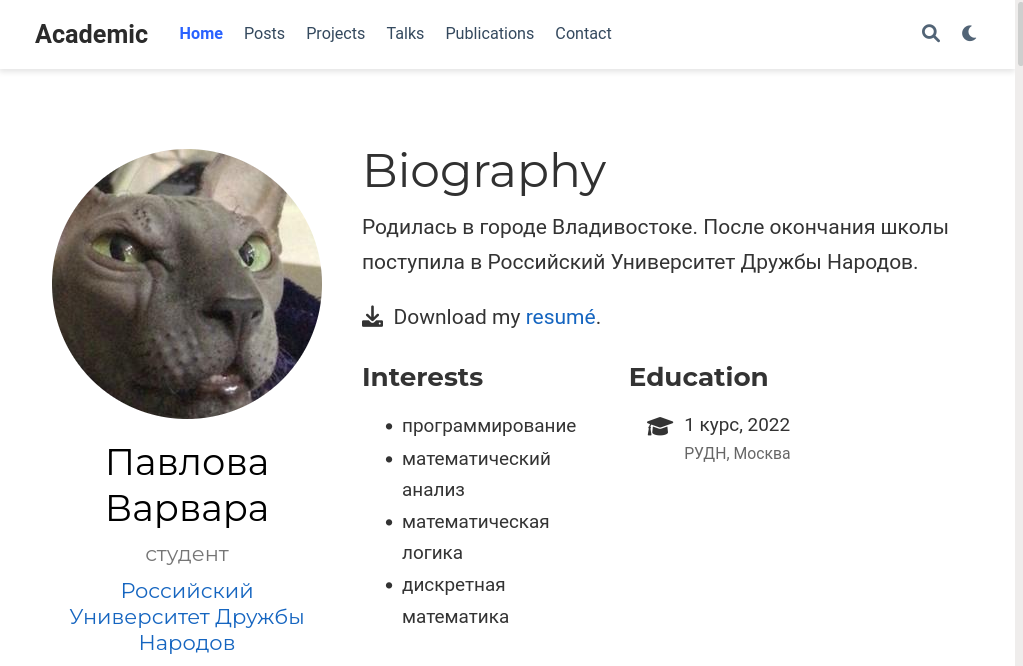 Academic
Home Posts Projects Talks Publications Contact
Biography
Родилась в городе Владивостоке. После окончания школы
поступила в Российский Университет Дружбы Народов.
Download my resumé.
Interests
программирование
математический
анализ
математическая
логика
дискретная
математика
Education
1 курс, 2022
РУДН, Москва
Павлова
Варвара
студент
Российский
Университет Дружбы
Народов